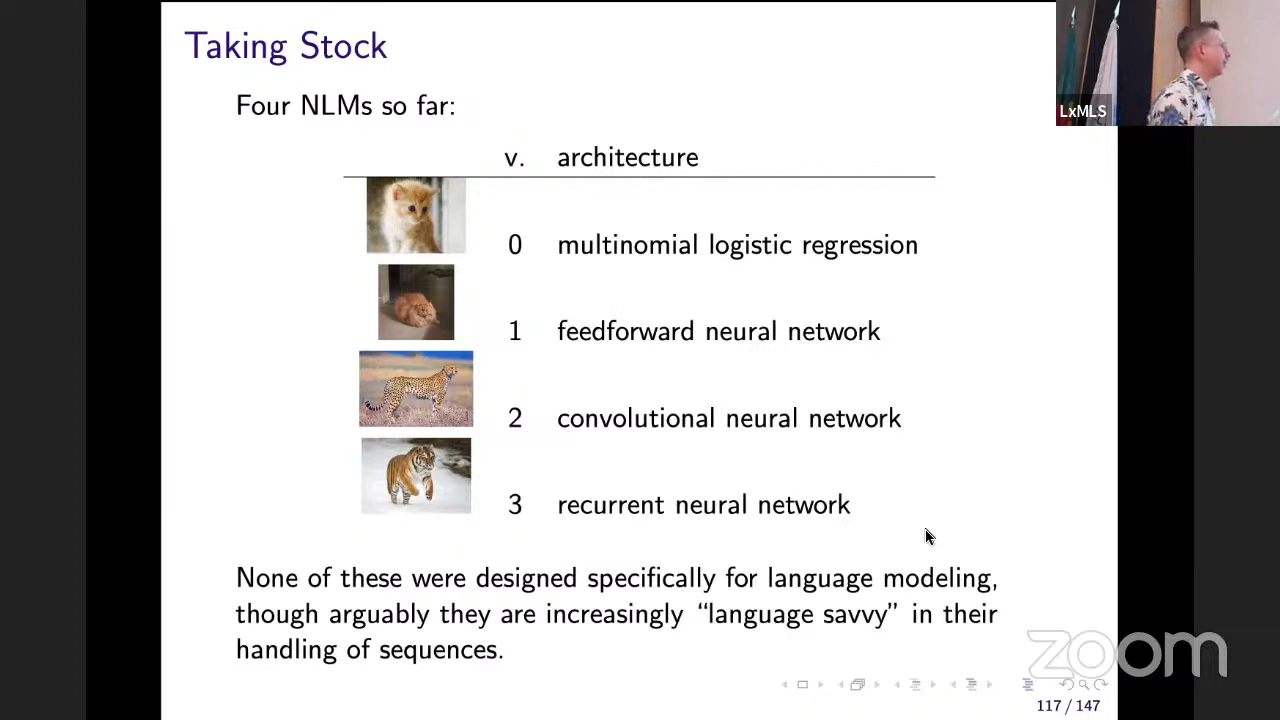 Taking Stock
Four NLMs so far:
v. architecture
0 multinomial logistic regression
1 feedforward neural network
2 convolutional neural network
3 recurrent neural network
None of these were designed specifically for language modeling,
though arguably they are increasingly “language savvy” in their
handling of sequences.
LxMLS
zoom
117 / 147